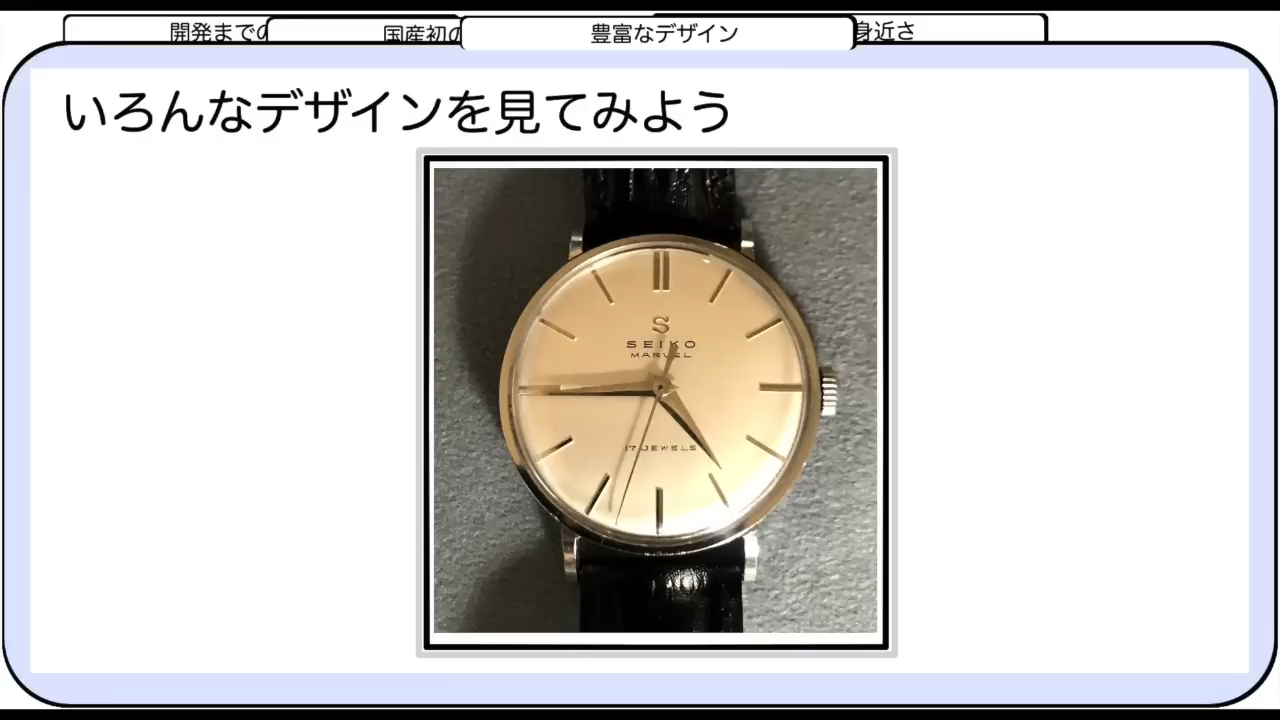 開発までの
国産初の
豊富なデザイン
身近さ
いろんなデザインを見てみよう
S
SEIKO
MARVEL
17 JEWELS